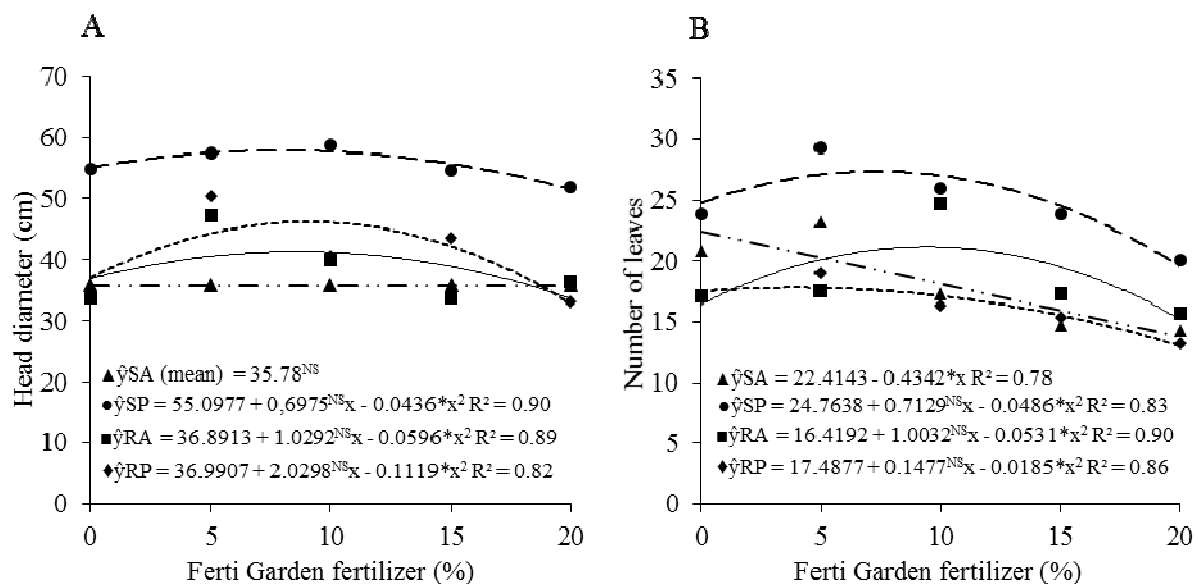 A
Head diameter (cm)
70
60
50
40
30
20
10
0
▲ ŷSA (mean) = 35.78ᴺˢ
● ŷSP = 55.0977 + 0,6975ᴺˢx - 0.0436*x² R² = 0.90
■ ŷRA = 36.8913 + 1.0292ᴺˢx - 0.0596*x² R² = 0.89
♦ ŷRP = 36.9907 + 2.0298ᴺˢx - 0.1119*x² R² = 0.82
0 5 10 15 20
Ferti Garden fertilizer (%)
B
Number of leaves
35
30
25
20
15
10
5
0
▲ ŷSA = 22.4143 - 0.4342*x R² = 0.78
● ŷSP = 24.7638 + 0.7129ᴺˢx - 0.0486*x² R² = 0.83
■ ŷRA = 16.4192 + 1.0032ᴺˢx - 0.0531*x² R² = 0.90
♦ ŷRP = 17.4877 + 0.1477ᴺˢx - 0.0185*x² R² = 0.86
0 5 10 15 20
Ferti Garden fertilizer (%)